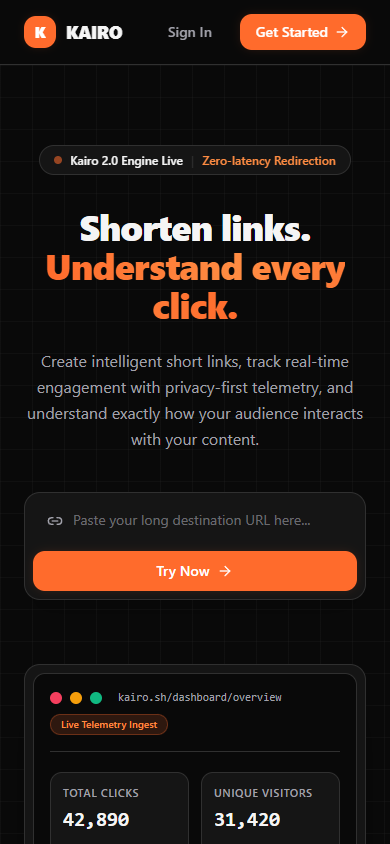 K KAIRO Sign In Get Started →
Kairo 2.0 Engine Live | Zero-latency Redirection
Shorten links.
Understand every
click.
Create intelligent short links, track real-time
engagement with privacy-first telemetry, and
understand exactly how your audience interacts
with your content.
Paste your long destination URL here...
Try Now →
kairo.sh/dashboard/overview
Live Telemetry Ingest
TOTAL CLICKS UNIQUE VISITORS
42,890 31,420